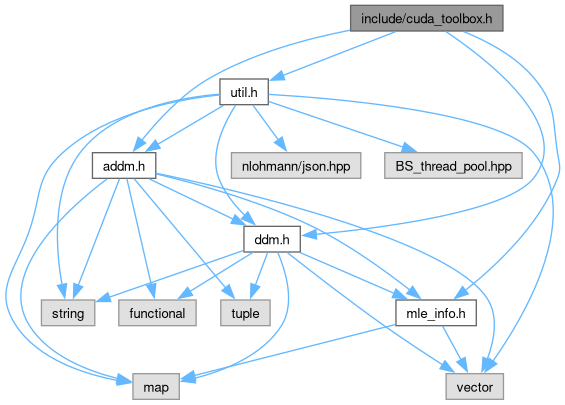 include/cuda_toolbox.h
util.h
addm.h
nlohmann/json.hpp
BS_thread_pool.hpp
ddm.h
string
functional
tuple
mle_info.h
map
vector